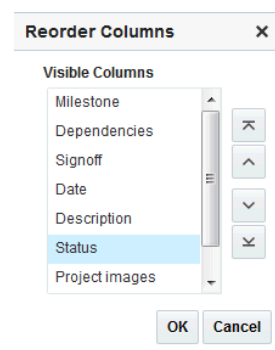 Reorder Columns
Visible Columns
Milestone
Dependencies
Signoff
Date
Description
Status
Project images
OK Cancel